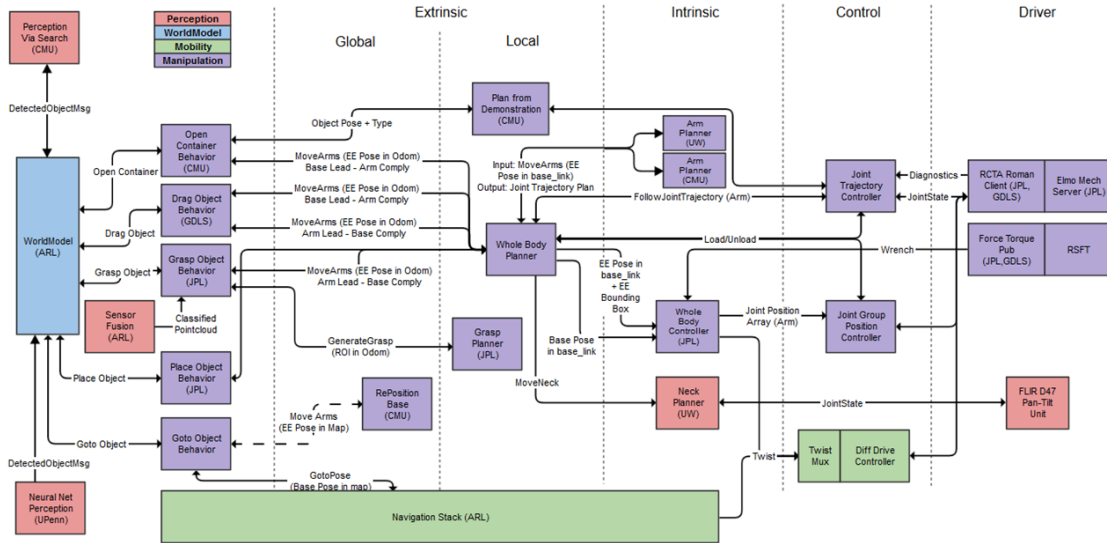 Extrinsic
Intrinsic
Control
Driver
Global
Local
Perception
WorldModel
Mobility
Manipulation
Perception
Via Search
(CMU)
DetectedObjectMsg
Plan from
Demonstration
(CMU)
Object Pose + Type
Open
Container
Behavior
(CMU)
Open Container
MoveArms (EE Pose in Odom)
Base Lead - Arm Comply
Input: MoveArms (EE
Pose in base_link)
Output: Joint Trajectory Plan
Arm
Planner
(UW)
Arm
Planner
(CMU)
Joint
Trajectory
Controller
Diagnostics
JointState
RCTA Roman
Client (JPL,
GDLS)
Elmo Mech
Server (JPL)
WorldModel
(ARL)
Drag Object
Drag Object
Behavior
(GDLS)
MoveArms (EE Pose in Odom)
Base Lead - Arm Comply
MoveArms (EE Pose in Odom)
Arm Lead - Base Comply
FollowJointTrajectory (Arm)
Whole Body
Planner
Load/Unload
Wrench
Force Torque
Pub
(JPL,GDLS)
RSFT
Grasp Object
Grasp Object
Behavior
(JPL)
MoveArms (EE Pose in Odom)
Arm Lead - Base Comply
EE Pose in
base_link
+ EE
Bounding
Box
Sensor
Fusion
(ARL)
Classified
Pointcloud
GenerateGrasp
(ROI in Odom)
Grasp
Planner
(JPL)
Base Pose
in base_link
Whole
Body
Controller
(JPL)
Joint Position
Array (Arm)
Joint Group
Position
Controller
Place Object
Place Object
Behavior
(JPL)
MoveNeck
RePosition
Base
(CMU)
Neck
Planner
(UW)
JointState
FLIR D47
Pan-Tilt
Unit
Move Arms
(EE Pose in Map)
Goto Object
Goto Object
Behavior
DetectedObjectMsg
Twist
Twist
Mux
Diff Drive
Controller
GotoPose
(Base Pose in map)
Neural Net
Perception
(UPenn)
Navigation Stack (ARL)